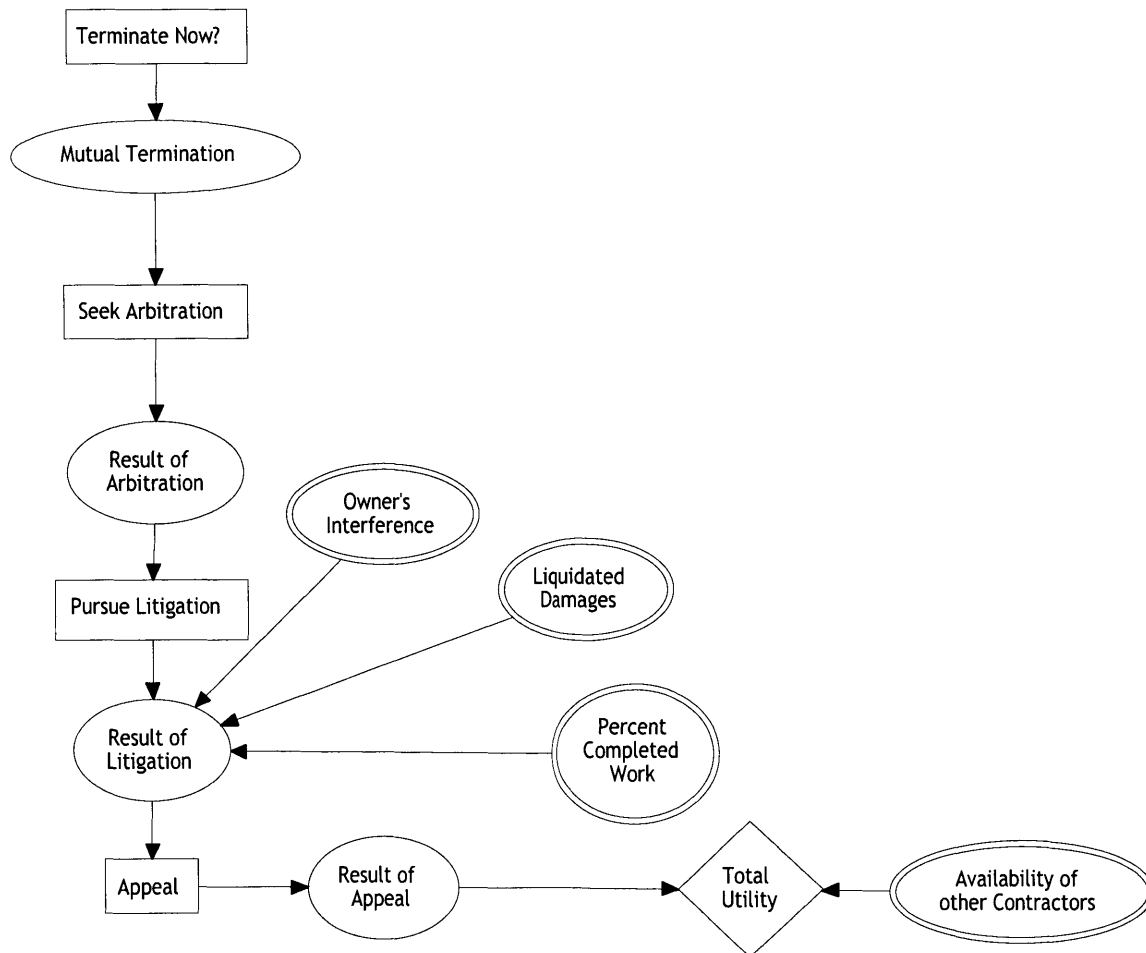 Terminate Now?
Mutual Termination
Seek Arbitration
Result of
Arbitration
Owner's
Interference
Liquidated
Damages
Pursue Litigation
Result of
Litigation
Percent
Completed
Work
Appeal
Result of
Appeal
Total
Utility
Availability of
other Contractors